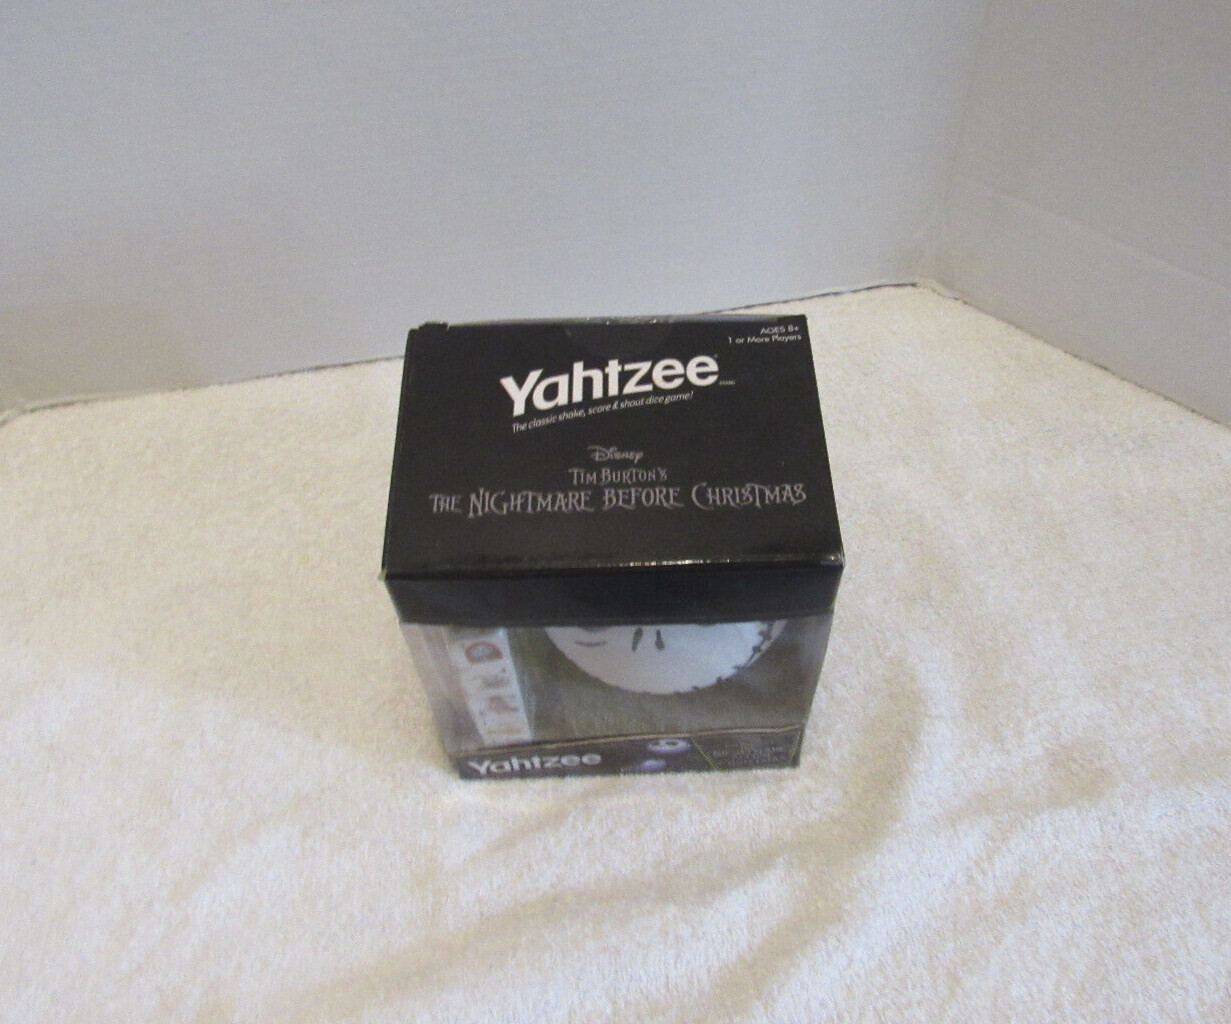 AGES 8+
1 or More Players
Yahtzee
The classic shake, score & shout dice game!
Disney
TIM BURTON'S
THE NIGHTMARE BEFORE CHRISTMAS
Yahtzee